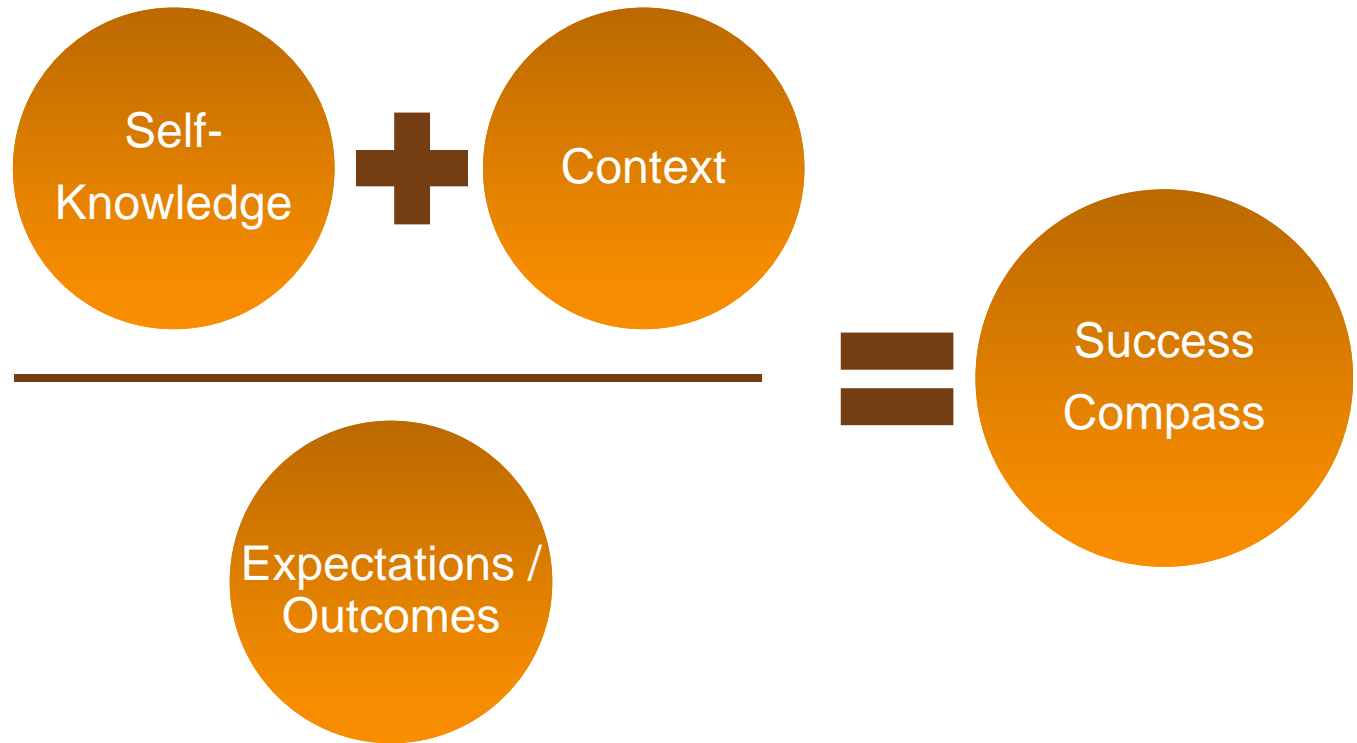 Self-
Knowledge
Context
Success
Compass
Expectations /
Outcomes